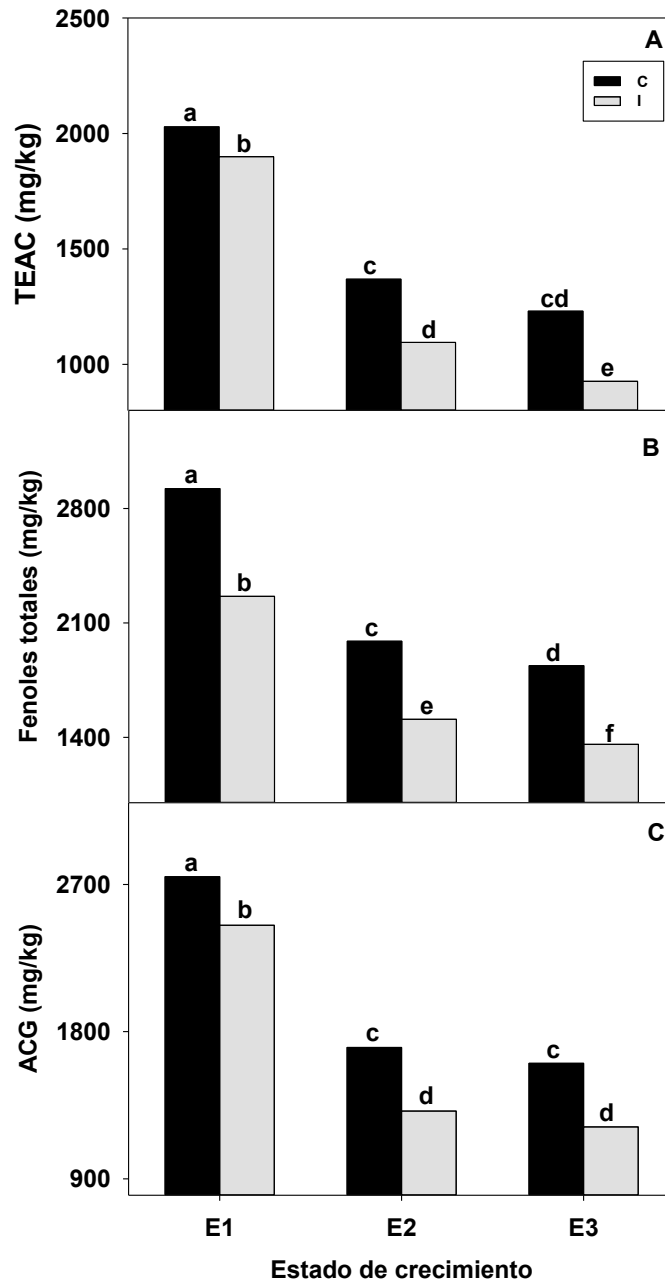 2500
A
C
I
a
b
2000
TEAC (mg/kg)
1500
c
cd
d
1000
e
B
a
2800
Fenoles totales (mg/kg)
b
2100
c
d
e
1400
f
C
a
2700
b
ACG (mg/kg)
1800
c
c
d
d
900
E1 E2 E3
Estado de crecimiento